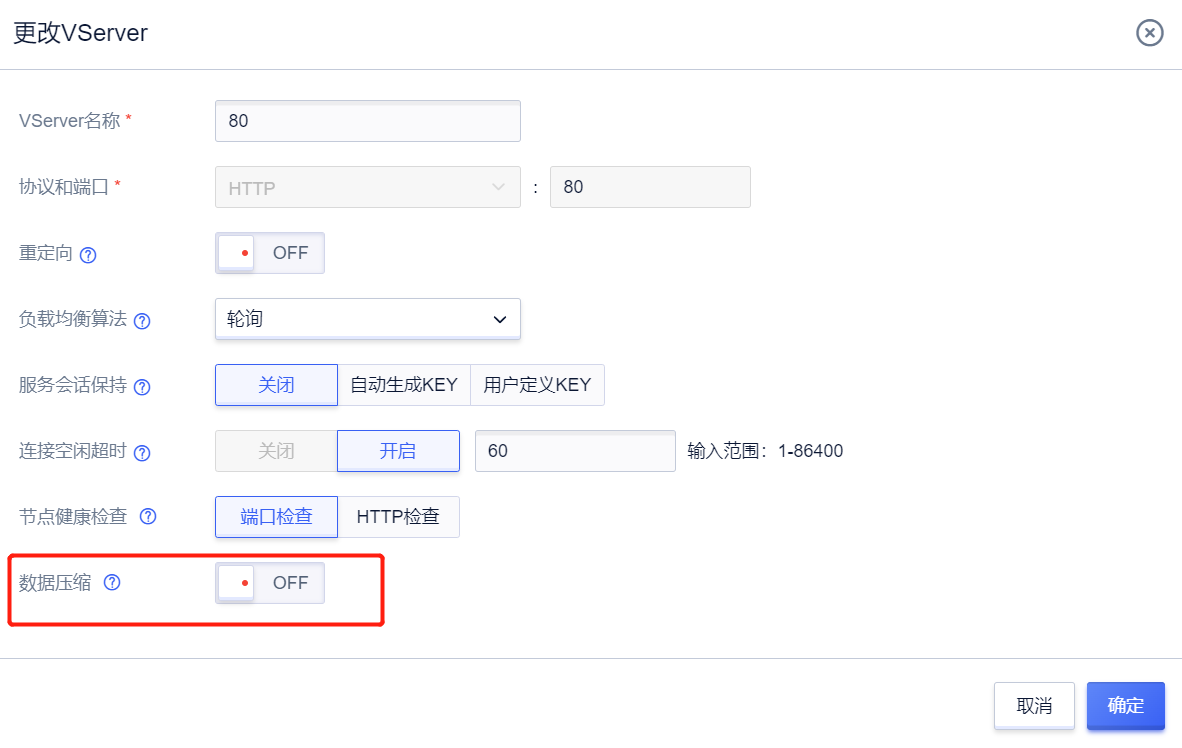 更改VServer
VServer名称 *
80
协议和端口 *
HTTP : 80
重定向 ?
OFF
负载均衡算法 ?
轮询
服务会话保持 ?
关闭 自动生成KEY 用户定义KEY
连接空闲超时 ?
关闭 开启 60 输入范围：1-86400
节点健康检查 ?
端口检查 HTTP检查
数据压缩 ?
OFF
取消 确定